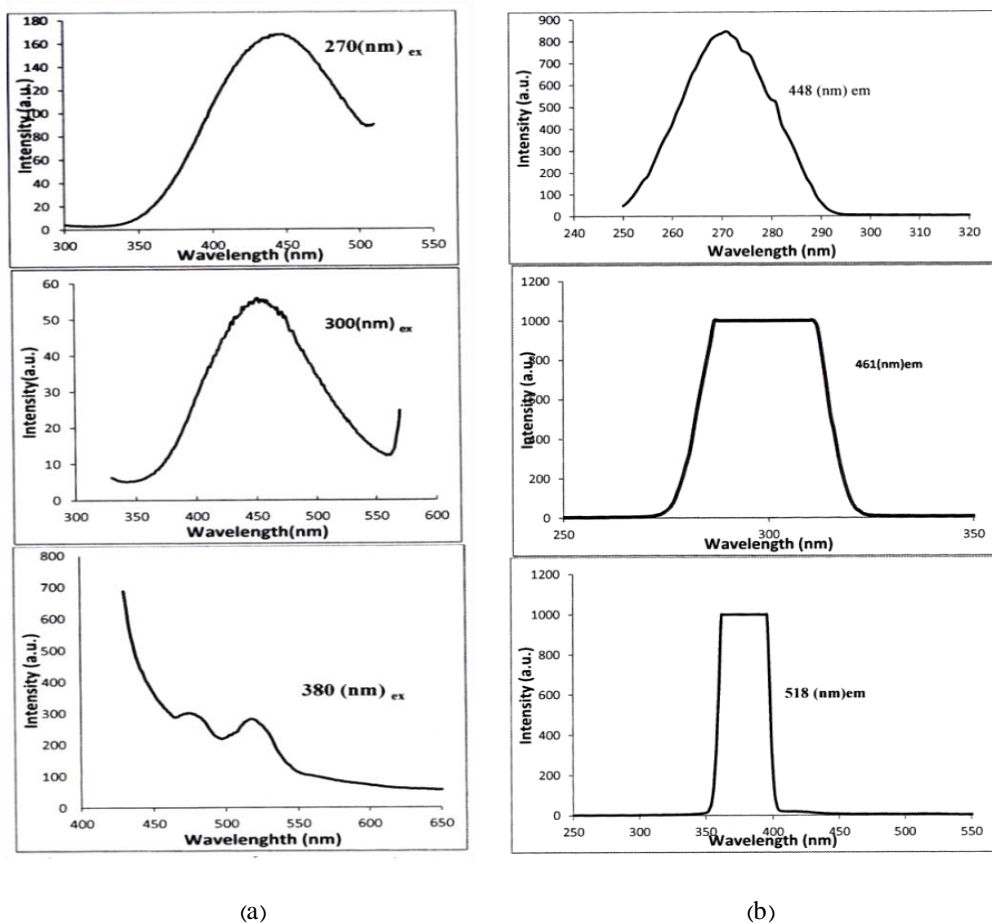 180
160
140
120
100
80
60
40
20
0
Intensity (a.u.)
270(nm) ex
300 350 400 450 500 550
Wavelength (nm)
60
50
40
30
20
10
0
Intensity(a.u.)
300(nm) ex
300 350 400 450 500 550 600
Wavelength(nm)
800
700
600
500
400
300
200
100
0
Intensity (a.u.)
380 (nm) ex
400 450 500 550 600 650
Wavelenghth (nm)
(a)
900
800
700
600
500
400
300
200
100
0
Intensity (a.u.)
448 (nm) em
240 250 260 270 280 290 300 310 320
Wavelength (nm)
1200
1000
800
600
400
200
0
Intensity (a.u.)
461(nm)em
250 300 350
Wavelength (nm)
1200
1000
800
600
400
200
0
Intensity (a.u.)
518 (nm)em
250 300 350 400 450 500 550
Wavelength (nm)
(b)